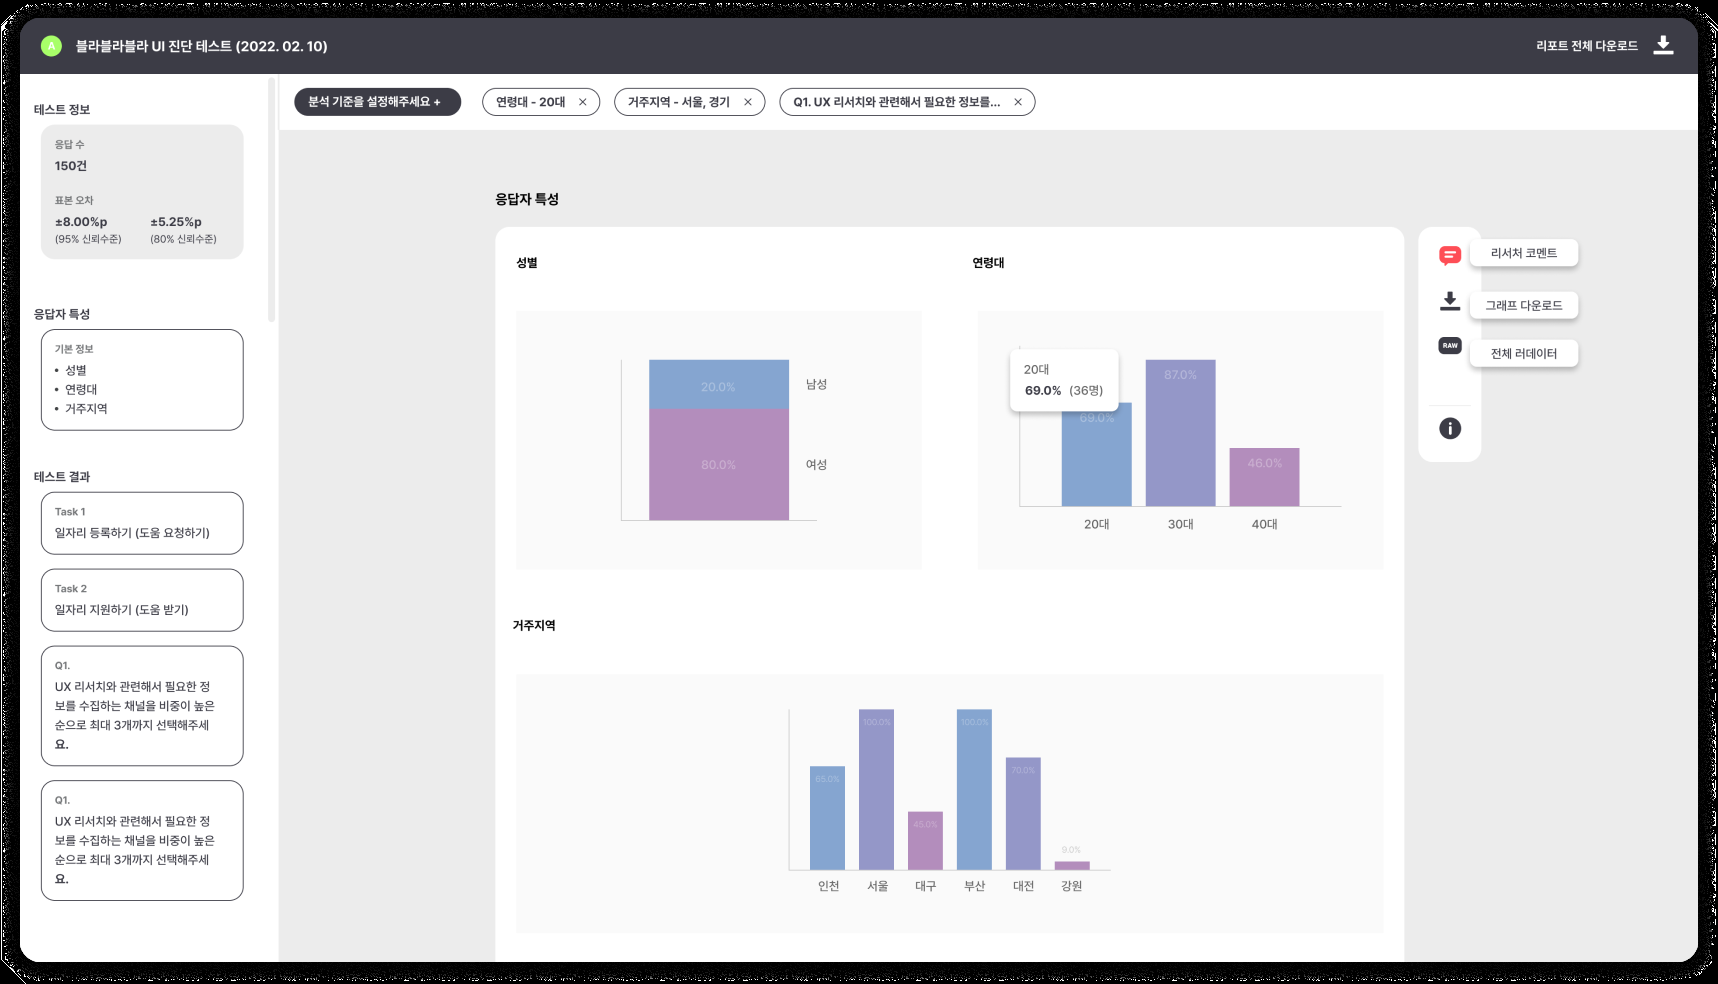 A
블라블라블라 UI 진단 테스트 (2022. 02. 10)
리포트 전체 다운로드
테스트 정보
응답 수
150건
표본 오차
±8.00%p
±5.25%p
(95% 신뢰수준)
(80% 신뢰수준)
응답자 특성
기본 정보
• 성별
• 연령대
• 거주지역
테스트 결과
Task 1
일자리 등록하기 (도움 요청하기)
Task 2
일자리 지원하기 (도움 받기)
Q1.
UX 리서치와 관련해서 필요한 정
보를 수집하는 채널을 비중이 높은
순으로 최대 3개까지 선택해주세
요.
Q1.
UX 리서치와 관련해서 필요한 정
보를 수집하는 채널을 비중이 높은
순으로 최대 3개까지 선택해주세
요.
분석 기준을 설정해주세요 +
연령대 - 20대 ×
거주지역 - 서울, 경기 ×
Q1. UX 리서치와 관련해서 필요한 정보를... ×
응답자 특성
성별
20.0%
남성
80.0%
여성
연령대
20대
69.0% (36명)
69.0%
87.0%
46.0%
20대
30대
40대
거주지역
65.0%
100.0%
45.0%
100.0%
70.0%
9.0%
인천
서울
대구
부산
대전
강원
리서처 코멘트
그래프 다운로드
RAW
전체 러데이터
i